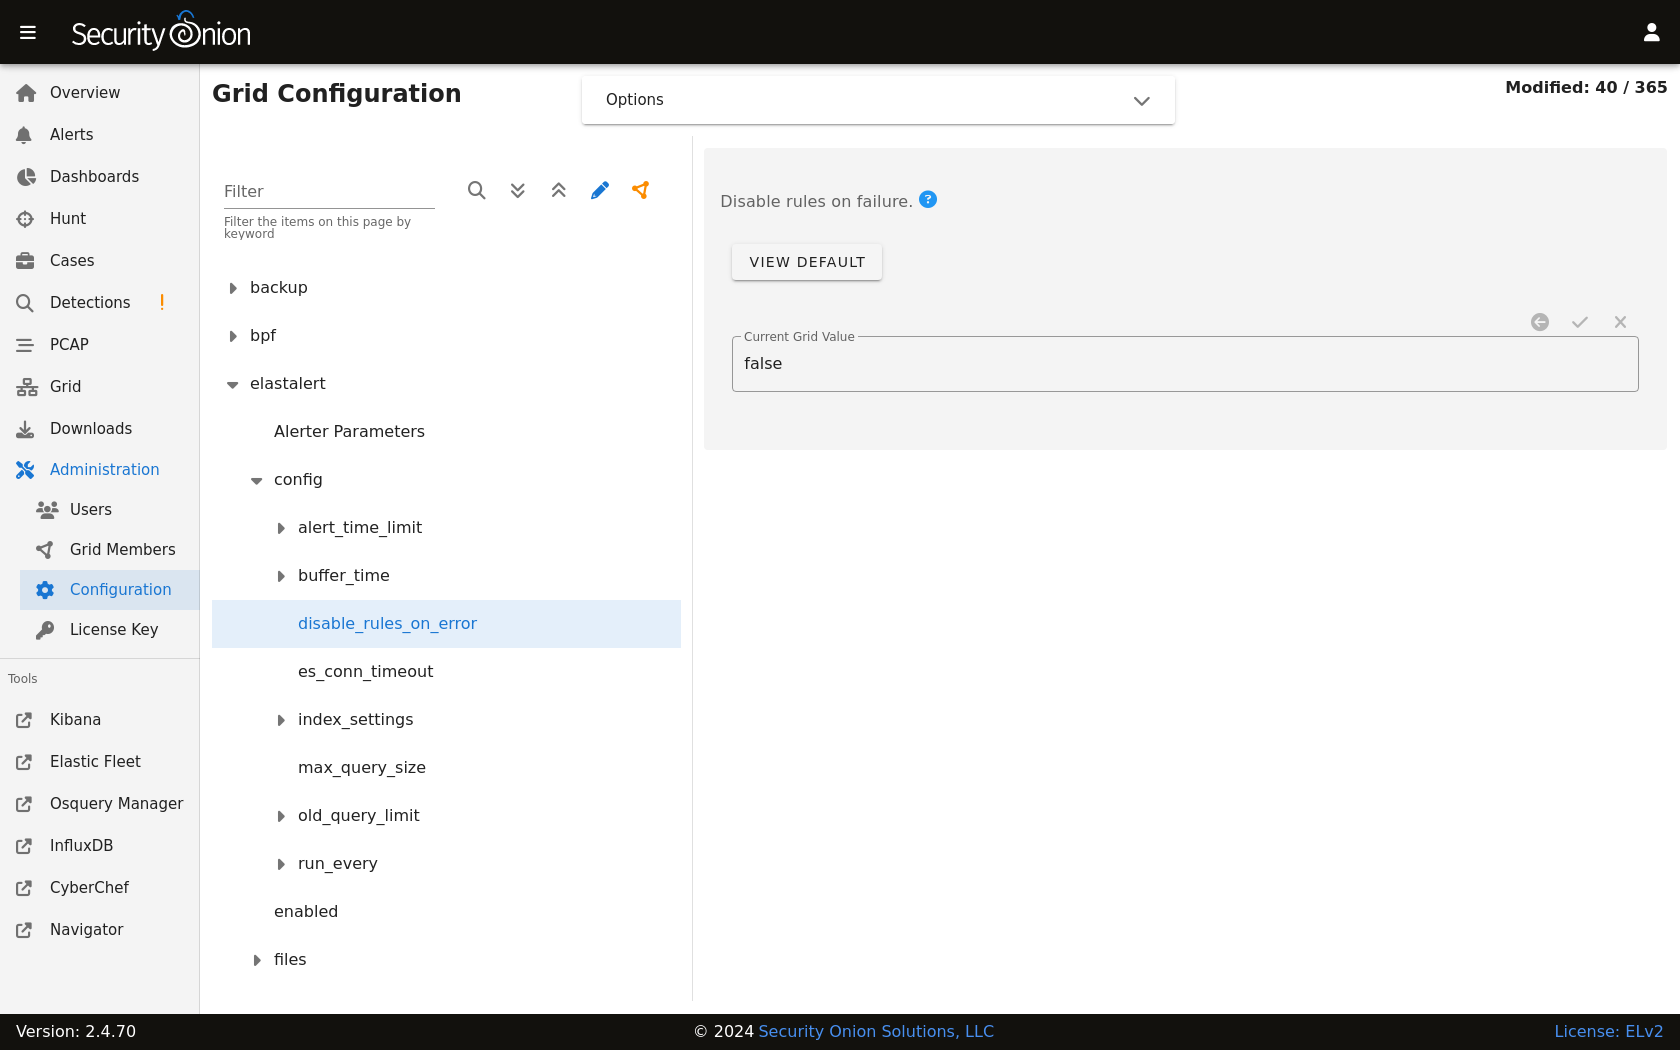 Security Onion
Overview
Alerts
Dashboards
Hunt
Cases
Detections
!
PCAP
Grid
Downloads
Administration
Users
Grid Members
Configuration
License Key
Tools
Kibana
Elastic Fleet
Osquery Manager
InfluxDB
CyberChef
Navigator
Grid Configuration
Options
Modified: 40 / 365
Filter
Filter the items on this page by
keyword
backup
bpf
elastalert
Alerter Parameters
config
alert_time_limit
buffer_time
disable_rules_on_error
es_conn_timeout
index_settings
max_query_size
old_query_limit
run_every
enabled
files
Disable rules on failure. ?
VIEW DEFAULT
Current Grid Value
false
Version: 2.4.70
© 2024 Security Onion Solutions, LLC
License: ELv2